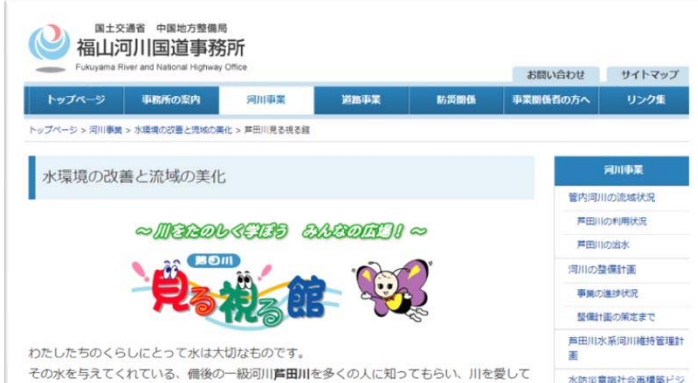 国土交通省 中国地方整備局
福山河川国道事務所
Fukuyama River and National Highway Office
お問い合わせ サイトマップ
トップページ 事務所の案内 河川事業 道路事業 防災関係 事業関係者の方へ リンク集
トップページ > 河川事業 > 水環境の改善と流域の美化 > 芦田川見る視る館
水環境の改善と流域の美化
～川をたのしく学ぼう みんなの広場！～
芦田川
見る視る館
わたしたちのくらしにとって水は大切なものです。
その水を与えてくれている、備後の一級河川芦田川を多くの人に知ってもらい、川を愛して
河川事業
管内河川の流域状況
芦田川の利用状況
芦田川の治水
河川の整備計画
事業の進捗状況
整備計画の策定まで
芦田川水系河川維持管理計
画
水防災意識社会再構築ビジ